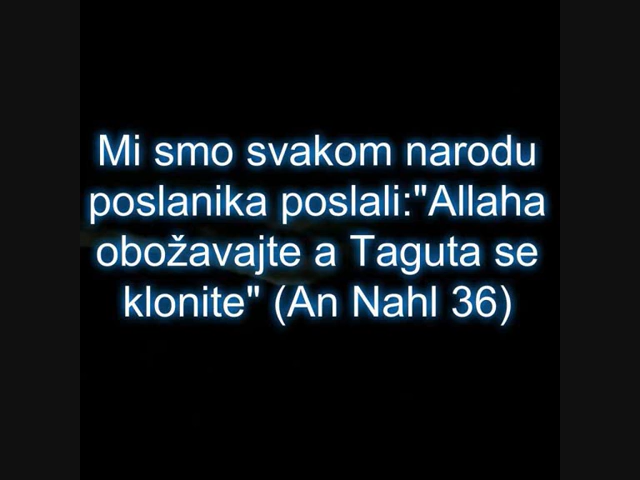 Mi smo svakom narodu
poslanika poslali:"Allaha
obožavajte a Taguta se
klonite" (An Nahl 36)